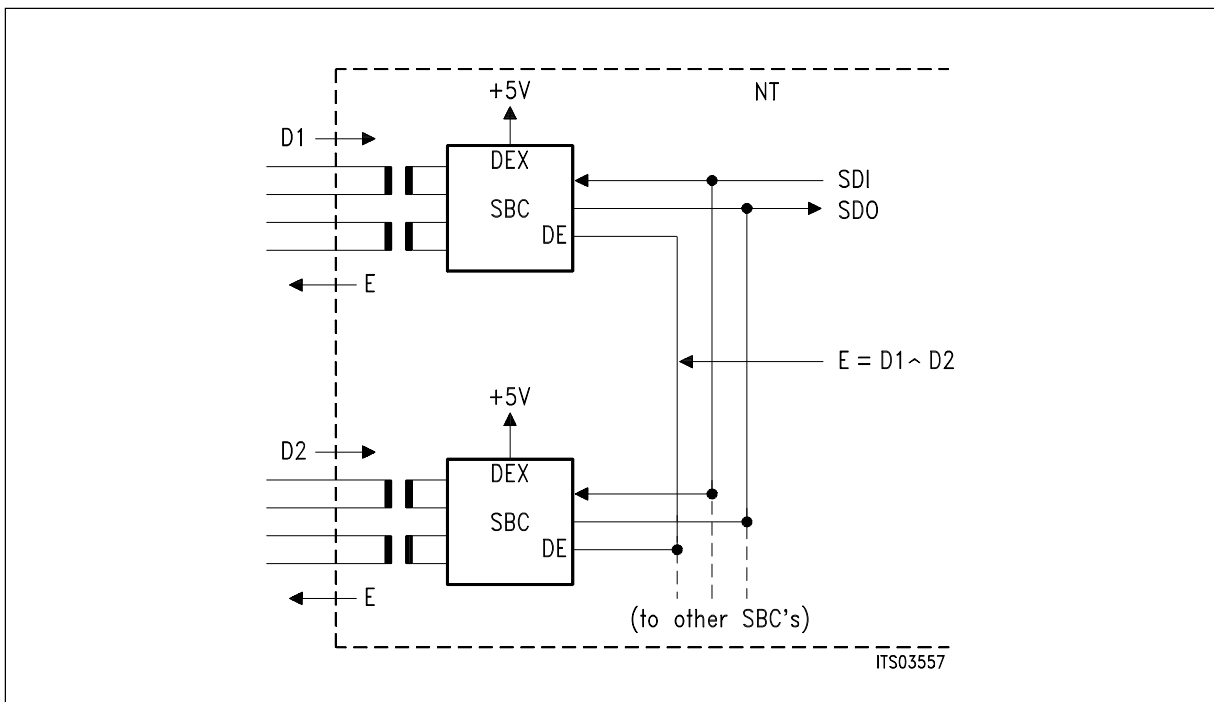 +5V
NT
D1
DEX
SDI
SBC
SDO
DE
E
E = D1 ~ D2
+5V
D2
DEX
SBC
DE
E
(to other SBC's)
ITS03557